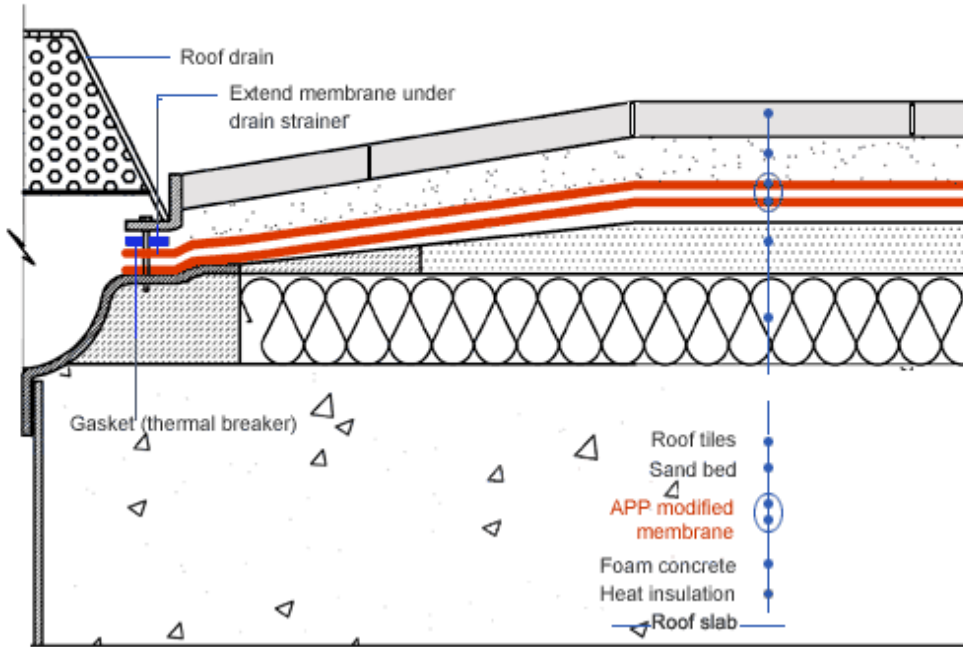 Roof drain
Extend membrane under
drain strainer
Gasket (thermal breaker)
Roof tiles
Sand bed
APP modified
membrane
Foam concrete
Heat insulation
Roof slab